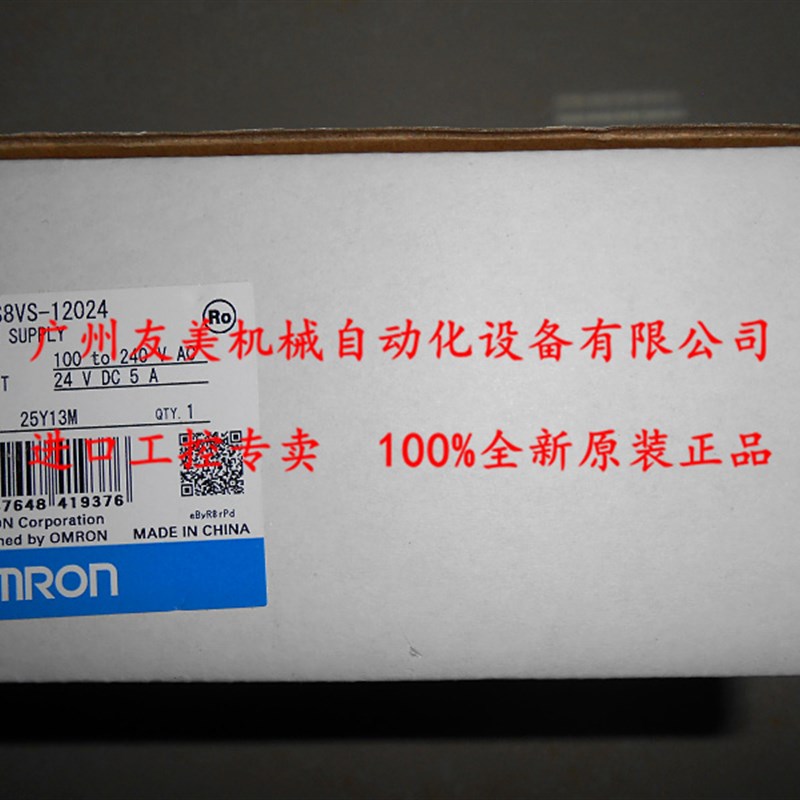 S8VS-12024
Ro
SUPPLY
广州友美机械自动化设备有限公司
100 to 240 V AC
T 24 V DC 5 A
25Y13M QTY. 1
进口工控专卖 100%全新原装正品
7648 419376
eByR8rPd
ON Corporation
ned by OMRON MADE IN CHINA
MRON